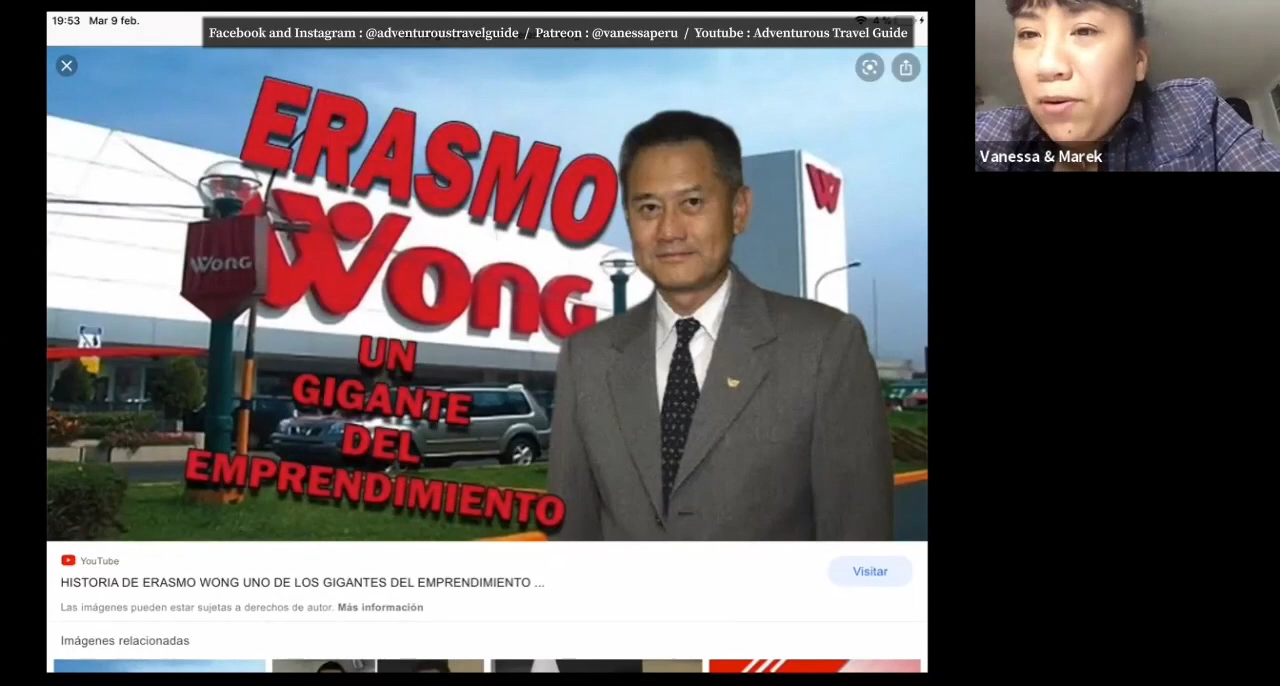 19:53 Mar 9 feb.
4 %
Facebook and Instagram : @adventuroustravelguide / Patreon : @vanessaperu / Youtube : Adventurous Travel Guide
ERASMO
Wong
Wong
W
UN
GIGANTE
DEL
EMPRENDIMIENTO
Vanessa & Marek
YouTube
HISTORIA DE ERASMO WONG UNO DE LOS GIGANTES DEL EMPRENDIMIENTO ...
Visitar
Las imágenes pueden estar sujetas a derechos de autor. Más información
Imágenes relacionadas